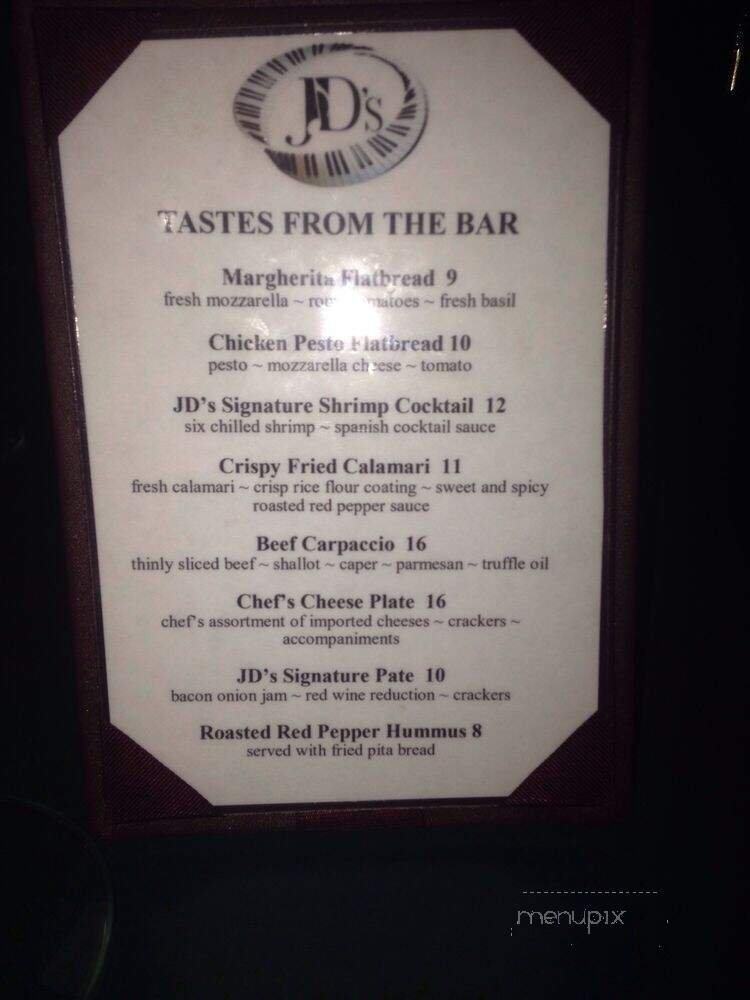 JD's
TASTES FROM THE BAR
Margherita Flatbread 9
fresh mozzarella ~ roma tomatoes ~ fresh basil
Chicken Pesto Flatbread 10
pesto ~ mozzarella cheese ~ tomato
JD's Signature Shrimp Cocktail 12
six chilled shrimp ~ spanish cocktail sauce
Crispy Fried Calamari 11
fresh calamari ~ crisp rice flour coating ~ sweet and spicy
roasted red pepper sauce
Beef Carpaccio 16
thinly sliced beef ~ shallot ~ caper ~ parmesan ~ truffle oil
Chef's Cheese Plate 16
chef's assortment of imported cheeses ~ crackers ~
accompaniments
JD's Signature Pate 10
bacon onion jam ~ red wine reduction ~ crackers
Roasted Red Pepper Hummus 8
served with fried pita bread
menupix